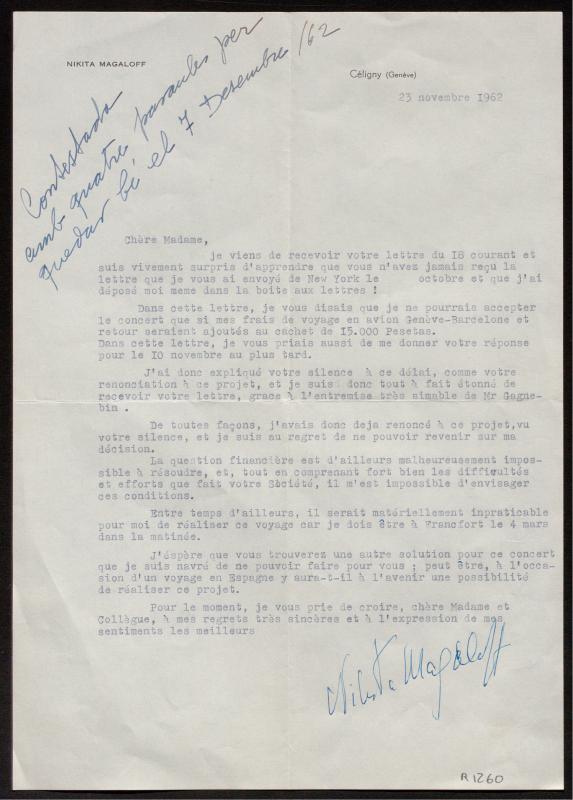 NIKITA MAGALOFF
Céligny (Genève)
23 novembre 1962
Contestada
amb quatre paraules per
quedar bé el 7 Desembre /62
Chère Madame,
je viens de recevoir votre lettre du I8 courant et
suis vivement surpris d'apprendre que vous n'avez jamais reçu la
lettre que je vous ai envoyé de New York le octobre et que j'ai
déposé moi meme dans la boite aux lettres !
Dans cette lettre, je vous disais que je ne pourrais accepter
le concert que si mes frais de voyage en avion Genève-Barcelone et
retour seraient ajoutés au cachet de I5.000 Pesetas.
Dans cette lettre, je vous priais aussi de me donner votre réponse
pour le IO novembre au plus tard.
J'ai donc expliqué votre silence à ce délai, comme votre
renonciation à ce projet, et je suis donc tout à fait étonné de
recevoir votre lettre, grace à l'entremise très aimable de Mr Gagne-
bin .
De toutes façons, j'avais donc deja renoncé à ce projet,vu
votre silence, et je suis au regret de ne pouvoir revenir sur ma
décision.
La question financière est d'ailleurs malheureusement impos-
sible à résoudre, et, tout en comprenant fort bien les difficultés
et efforts que fait votre Société, il m'est impossible d'envisager
ces conditions.
Entre temps d'ailleurs, il serait matériellement inpraticable
pour moi de réaliser ce voyage car je dois être à Francfort le 4 mars
dans la matinée.
J'éspère que vous trouverez une autre solution pour ce concert
que je suis navré de ne pouvoir faire pour vous ; peut être, à l'occa-
sion d'un voyage en Espagne y aura-t-il à l'avenir une possibilité
de réaliser ce projet.
Pour le moment, je vous prie de croire, chère Madame et
Collègue, à mes regrets très sincères et à l'expression de mes
sentiments les meilleurs
Nikita Magaloff
R 1260